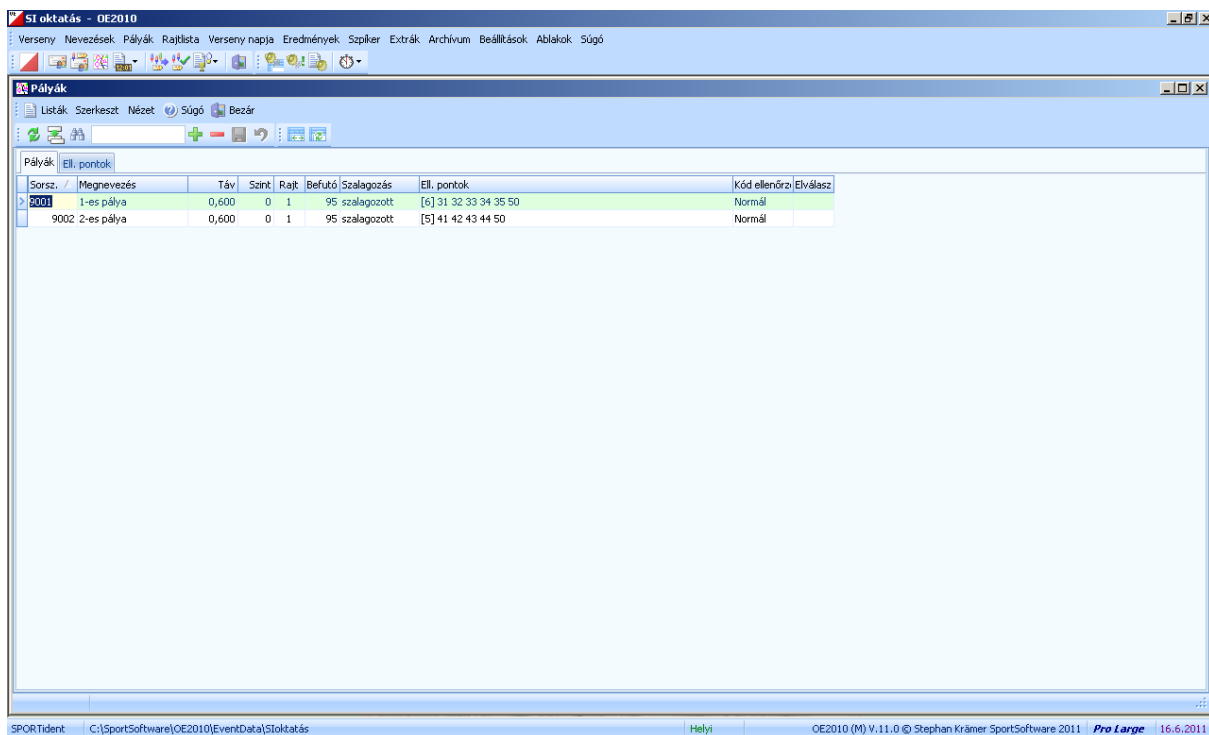 SI oktatás - OE2010
Verseny Nevezések Pályák Rajtlista Verseny napja Eredmények Szpíker Extrák Archívum Beállítások Ablakok Súgó
Pályák
Listák Szerkeszt Nézet Súgó Bezár
Pályák Ell. pontok
Sorsz. Megnevezés Táv Szint Rajt Befutó Szalagozás Ell. pontok Kód ellenőrz Elválasz
9001 1-es pálya 0,600 0 1 95 szalagozott [6] 31 32 33 34 35 50 Normál
9002 2-es pálya 0,600 0 1 95 szalagozott [5] 41 42 43 44 50 Normál
SPORTident C:\SportSoftware\OE2010\EventData\SIoktatás Helyi OE2010 (M) V.11.0 © Stephan Krämer SportSoftware 2011 Pro Large 16.6.2011